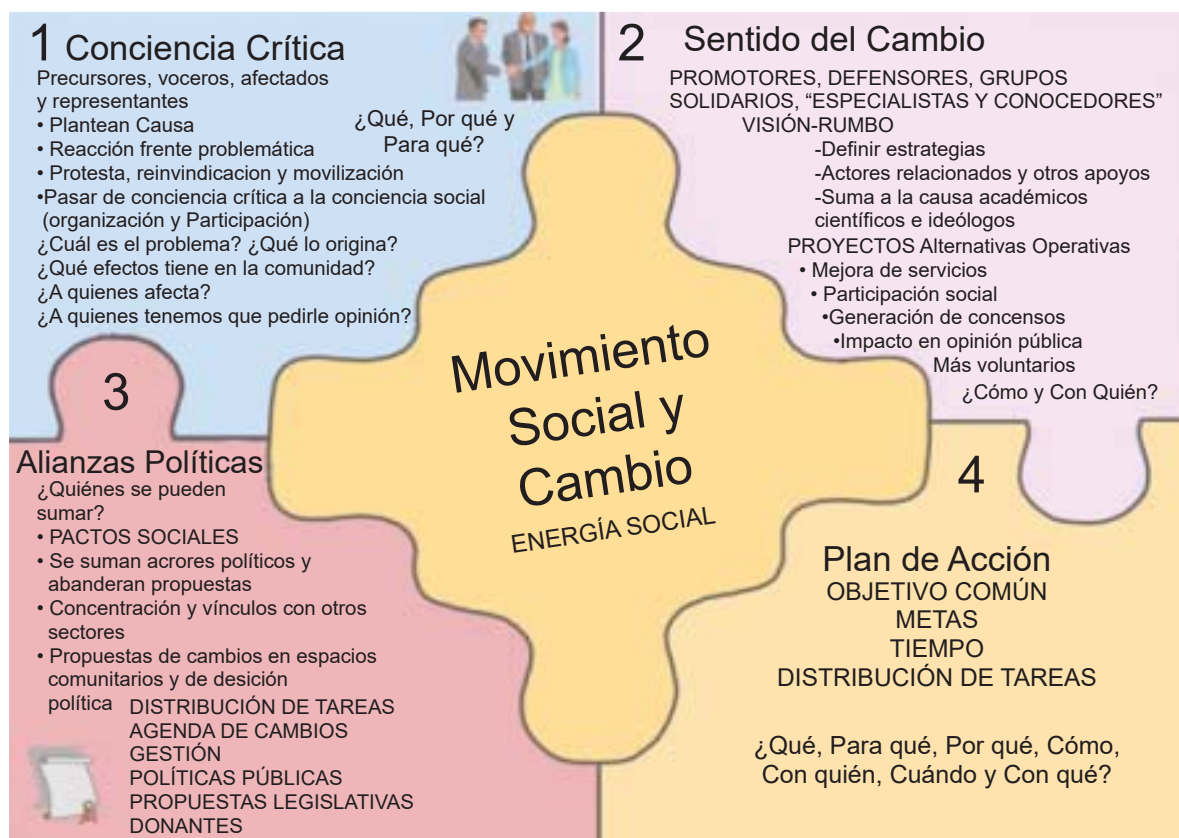 1 Conciencia Crítica
Precursores, voceros, afectados
y representantes
• Plantean Causa
• Reacción frente problemática
• Protesta, reinvindicacion y movilización
•Pasar de conciencia crítica a la conciencia social
(organización y Participación)
¿Cuál es el problema? ¿Qué lo origina?
¿Qué efectos tiene en la comunidad?
¿A quienes afecta?
¿A quienes tenemos que pedirle opinión?
¿Qué, Por qué y
Para qué?
2 Sentido del Cambio
PROMOTORES, DEFENSORES, GRUPOS
SOLIDARIOS, “ESPECIALISTAS Y CONOCEDORES”
VISIÓN-RUMBO
-Definir estrategias
-Actores relacionados y otros apoyos
-Suma a la causa académicos
científicos e ideólogos
PROYECTOS Alternativas Operativas
• Mejora de servicios
• Participación social
•Generación de concensos
•Impacto en opinión pública
Más voluntarios
¿Cómo y Con Quién?
Movimiento
Social y
Cambio
ENERGÍA SOCIAL
3
Alianzas Políticas
¿Quiénes se pueden
sumar?
• PACTOS SOCIALES
• Se suman acrores políticos y
abanderan propuestas
• Concentración y vínculos con otros
sectores
• Propuestas de cambios en espacios
comunitarios y de desición
política
DISTRIBUCIÓN DE TAREAS
AGENDA DE CAMBIOS
GESTIÓN
POLÍTICAS PÚBLICAS
PROPUESTAS LEGISLATIVAS
DONANTES
4
Plan de Acción
OBJETIVO COMÚN
METAS
TIEMPO
DISTRIBUCIÓN DE TAREAS
¿Qué, Para qué, Por qué, Cómo,
Con quién, Cuándo y Con qué?